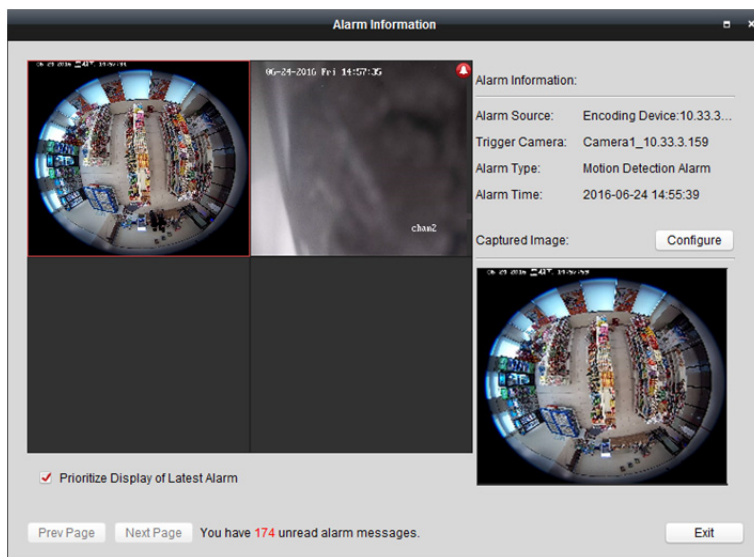 Alarm Information
06-24-2016 Fri 14:57:35
cham2
Alarm Information:
Alarm Source: Encoding Device:10.33.3...
Trigger Camera: Camera1_10.33.3.159
Alarm Type: Motion Detection Alarm
Alarm Time: 2016-06-24 14:55:39
Captured Image: Configure
Prioritize Display of Latest Alarm
Prev Page Next Page You have 174 unread alarm messages. Exit